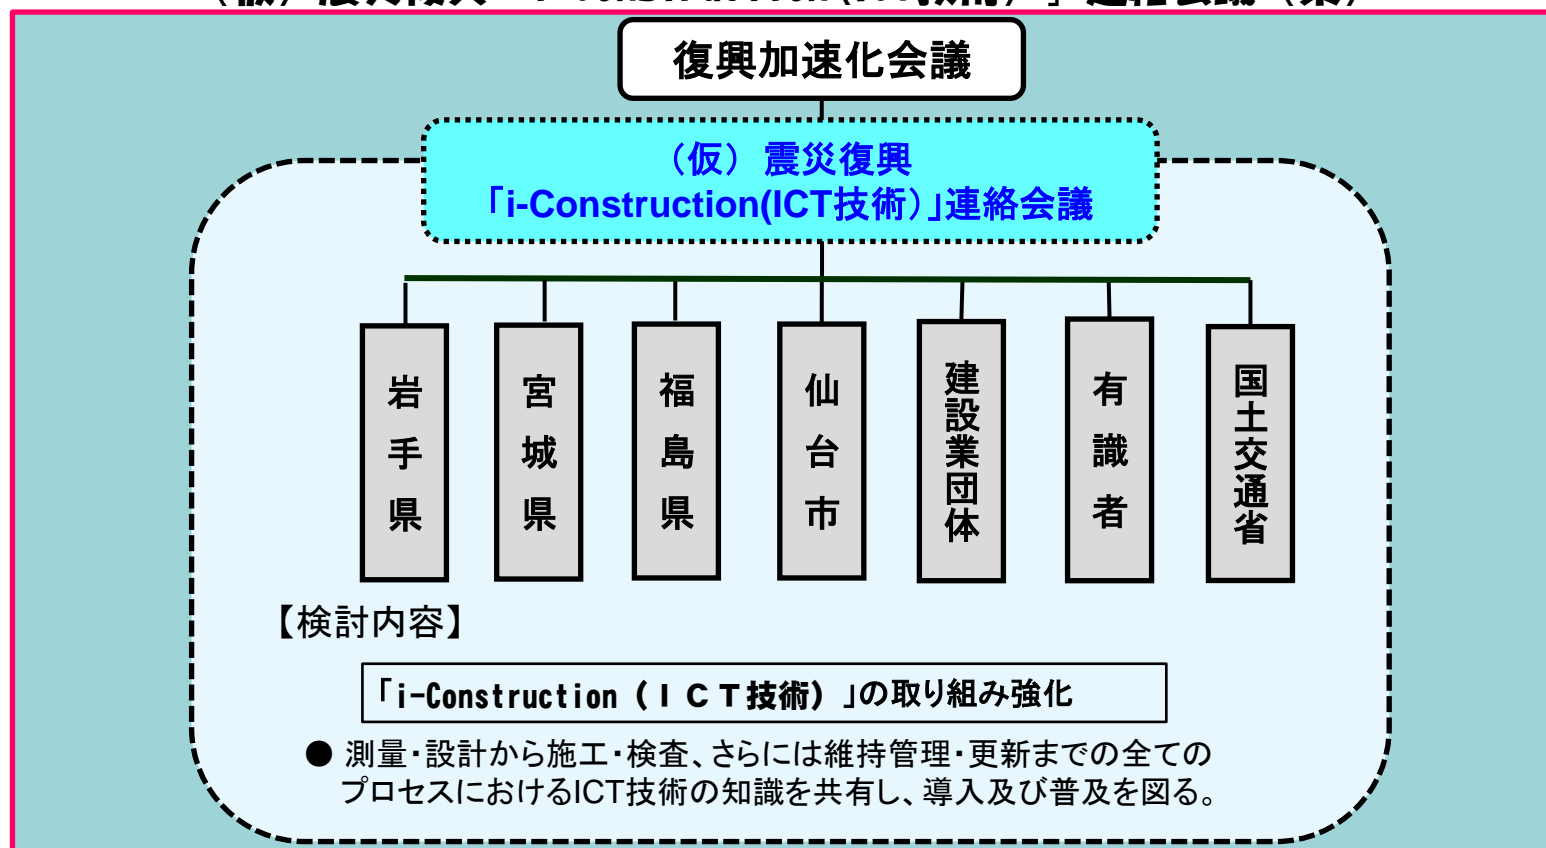 復興加速化会議
（仮）震災復興
「i-Construction(ICT技術）」連絡会議
岩手県
宮城県
福島県
仙台市
建設業団体
有識者
国土交通省
【検討内容】
「i-Construction（ＩＣＴ技術）」の取り組み強化
● 測量・設計から施工・検査、さらには維持管理・更新までの全ての
プロセスにおけるICT技術の知識を共有し、導入及び普及を図る。